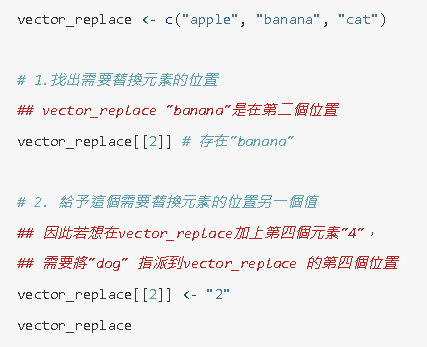 vector_replace <- c("apple", "banana", "cat")
# 1.找出需要替換元素的位置
## vector_replace "banana"是在第二個位置
vector_replace[[2]] # 存在"banana"
# 2. 給予這個需要替換元素的位置另一個值
## 因此若想在vector_replace加上第四個元素"4"，
## 需要將"dog" 指派到vector_replace 的第四個位置
vector_replace[[2]] <- "2"
vector_replace